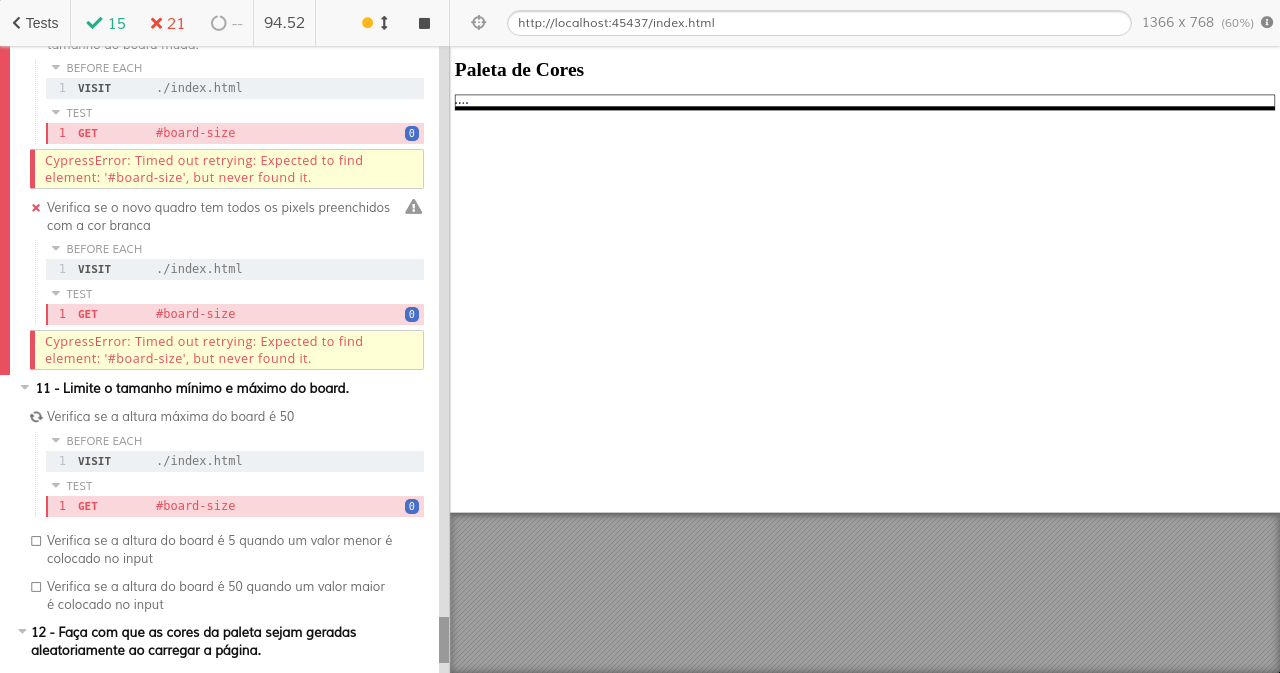 Tests
15
21
--
94.52
http://localhost:45437/index.html
1366 x 768 (60%)
tamanho do board muda.
BEFORE EACH
1 VISIT ./index.html
TEST
1 GET #board-size 0
CypressError: Timed out retrying: Expected to find
element: '#board-size', but never found it.
Verifica se o novo quadro tem todos os pixels preenchidos
com a cor branca
BEFORE EACH
1 VISIT ./index.html
TEST
1 GET #board-size 0
CypressError: Timed out retrying: Expected to find
element: '#board-size', but never found it.
11 - Limite o tamanho mínimo e máximo do board.
Verifica se a altura máxima do board é 50
BEFORE EACH
1 VISIT ./index.html
TEST
1 GET #board-size 0
Verifica se a altura do board é 5 quando um valor menor é
colocado no input
Verifica se a altura do board é 50 quando um valor maior
é colocado no input
12 - Faça com que as cores da paleta sejam geradas
aleatoriamente ao carregar a página.
Paleta de Cores
....